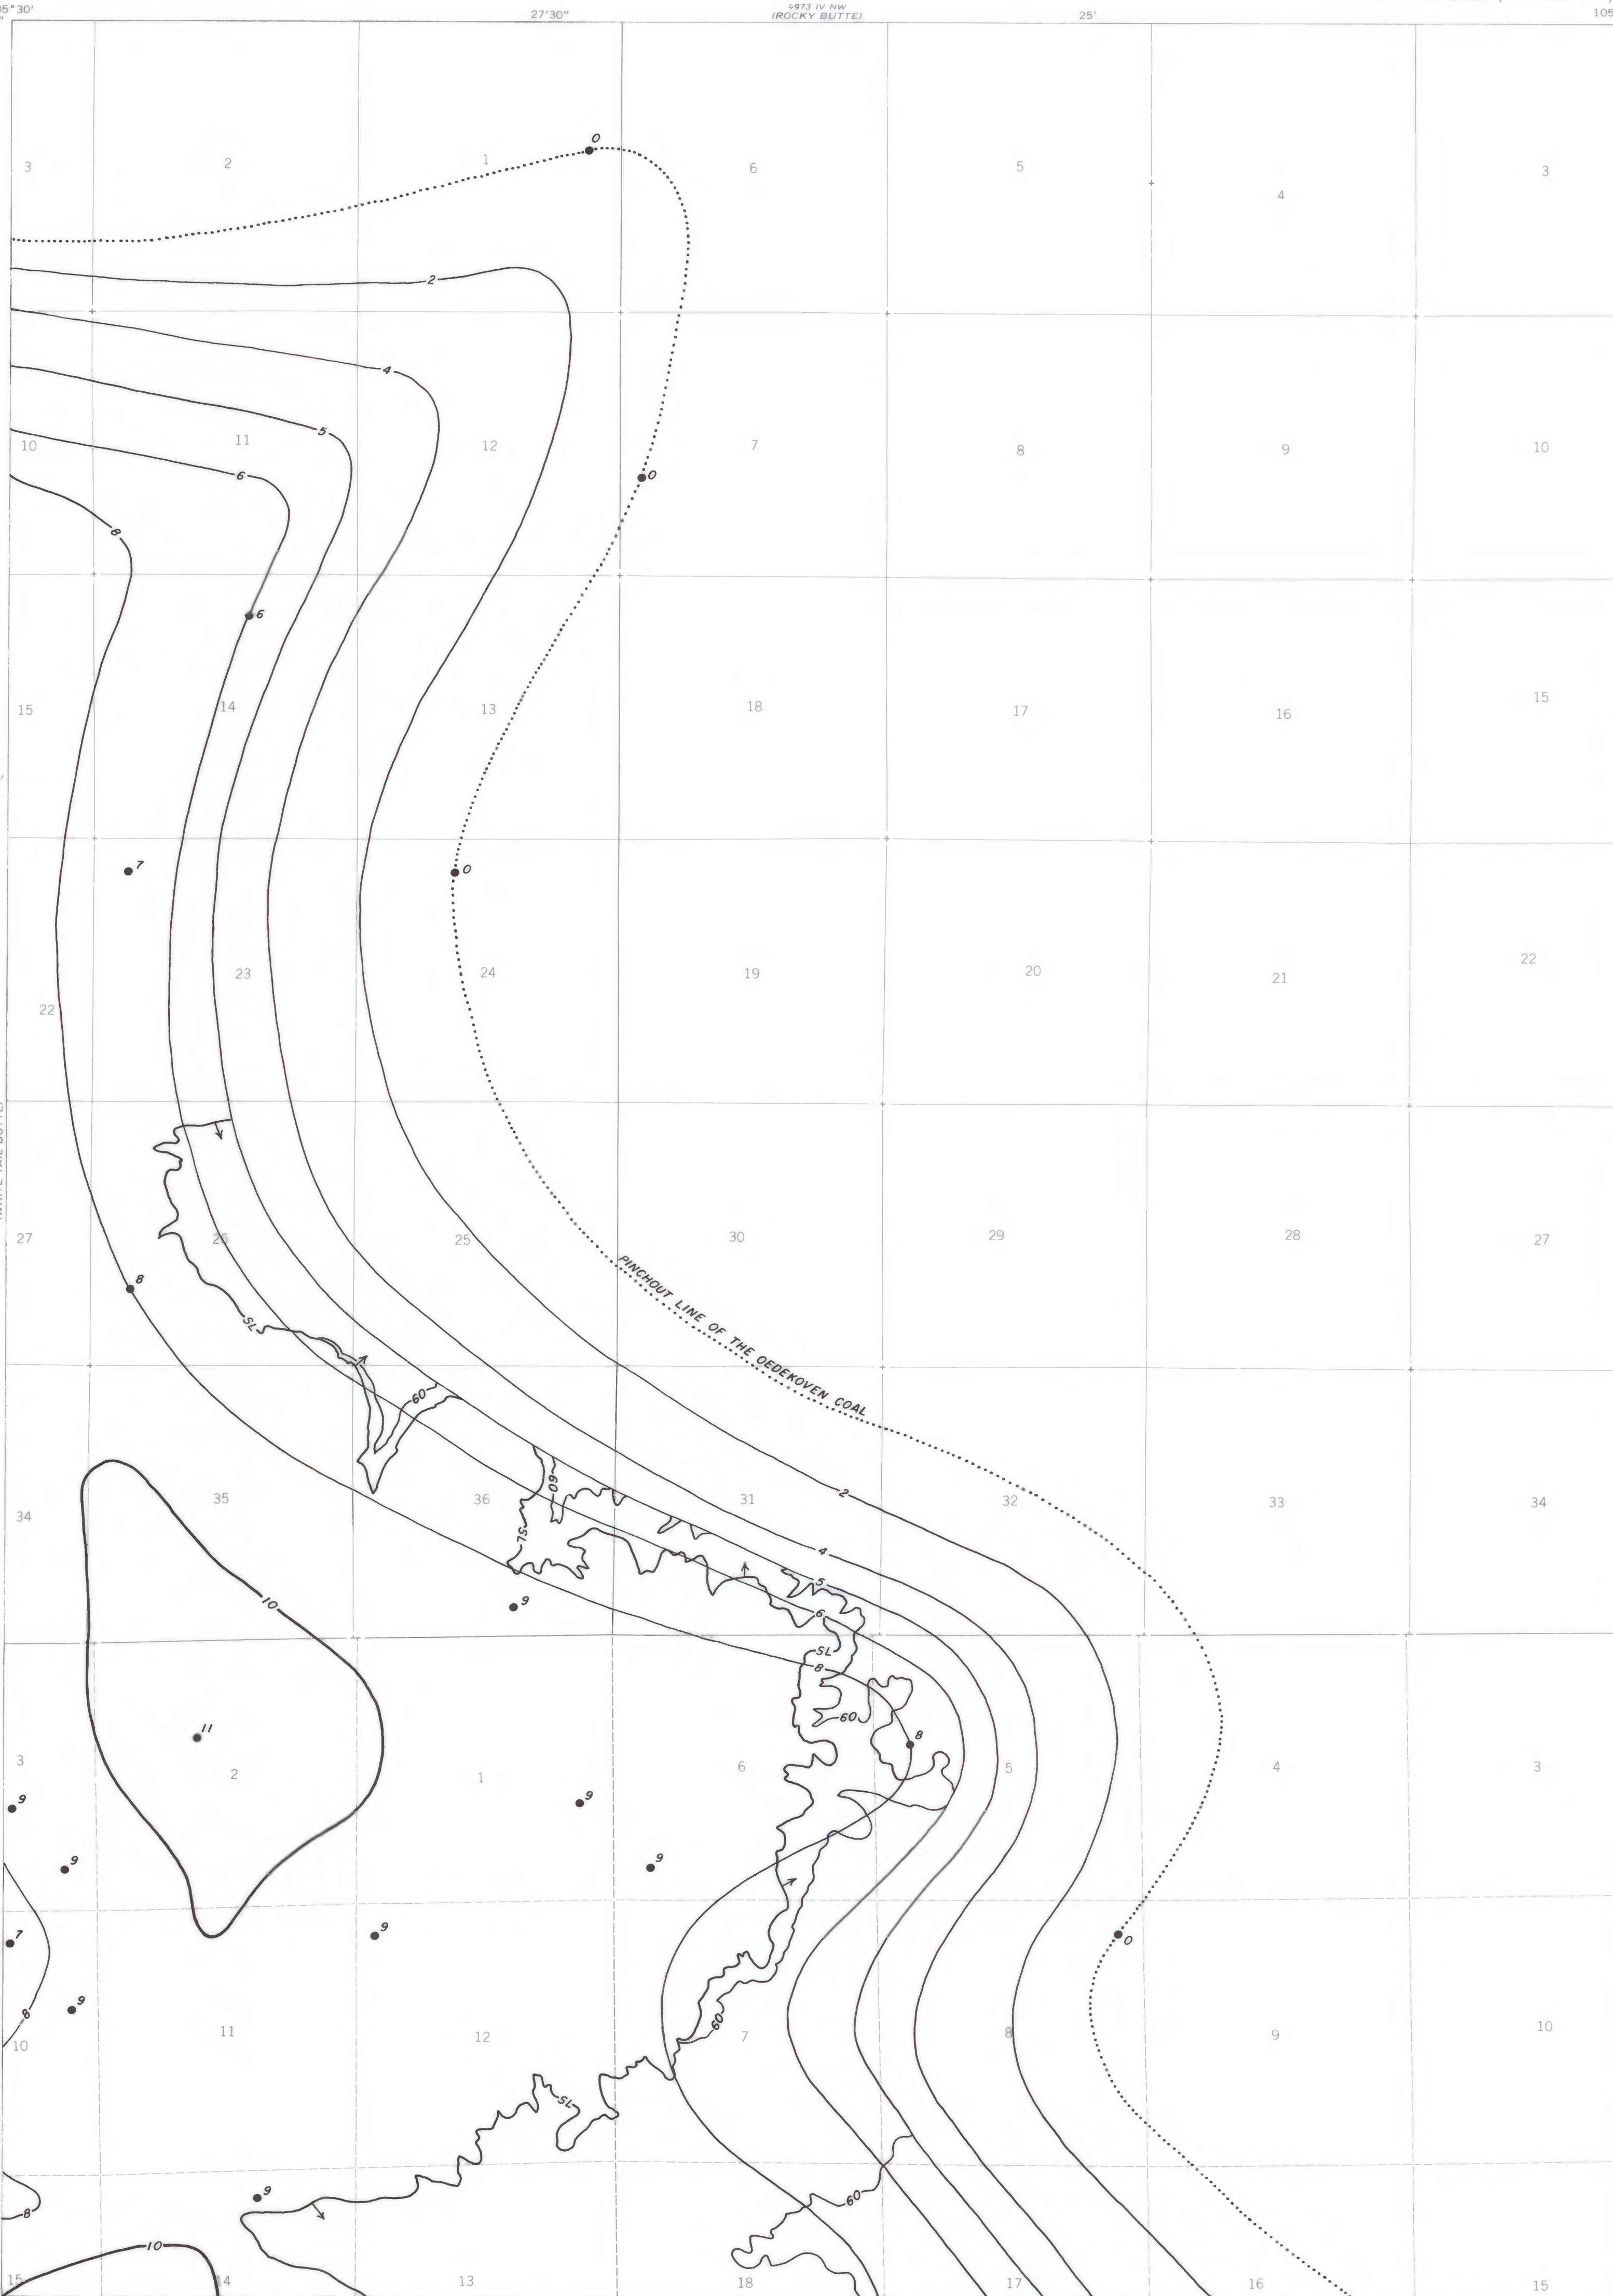 4973 IV NW
05°30' 27'30" (ROCKY BUTTE) 25' 105
0
3 2 1 6 5 4 3
2
4
5
10 11 12 7 8 9 10
6
0
8
6
15 14 13 18 17 16 15
7 0
22 23 24 19 20 21 22
27 26 25 30 29 28 27
PINCHOUT LINE OF THE OEDEKOVEN COAL
8
SL
60
2
34 35 36 31 32 33 34
60
SL
4
5
10 9 6
SL
8
60
11 8
3 2 1 6 5 4 3
9 9
9 9
7 9 0
9
8
60
10 11 12 7 8 9 10
SL
9 60
8
10
15 14 13 18 17 16 15